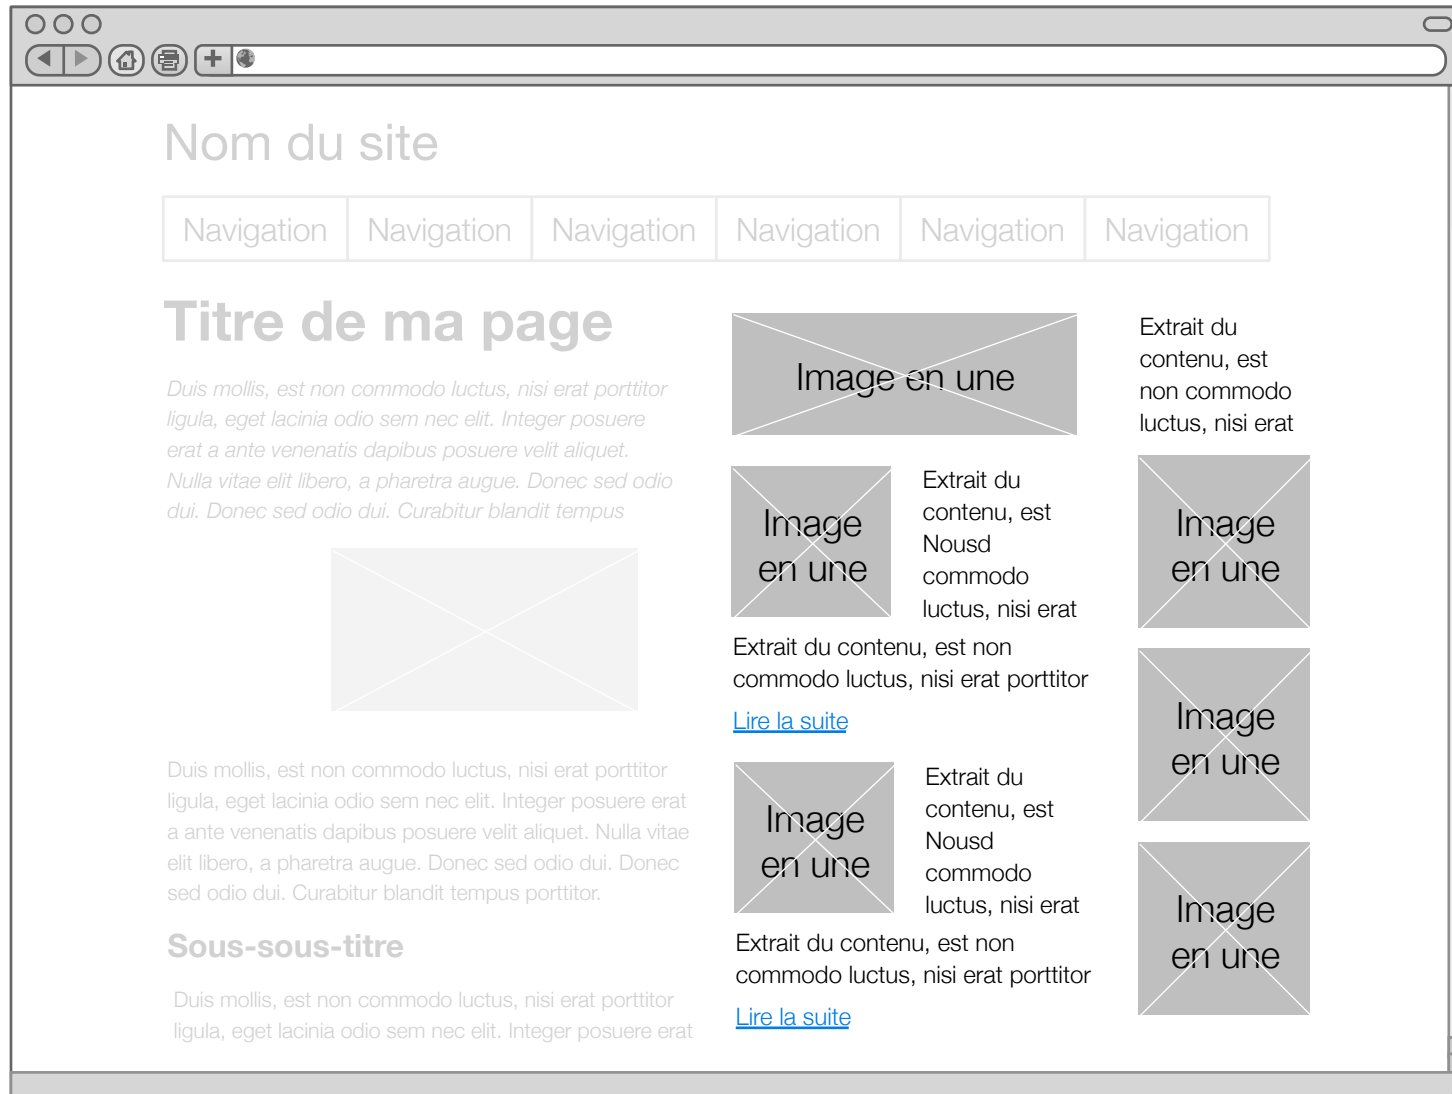 Nom du site
Navigation Navigation Navigation Navigation Navigation Navigation
Titre de ma page
Duis mollis, est non commodo luctus, nisi erat porttitor
ligula, eget lacinia odio sem nec elit. Integer posuere
erat a ante venenatis dapibus posuere velit aliquet.
Nulla vitae elit libero, a pharetra augue. Donec sed odio
dui. Donec sed odio dui. Curabitur blandit tempus
Duis mollis, est non commodo luctus, nisi erat porttitor
ligula, eget lacinia odio sem nec elit. Integer posuere erat
a ante venenatis dapibus posuere velit aliquet. Nulla vitae
elit libero, a pharetra augue. Donec sed odio dui. Donec
sed odio dui. Curabitur blandit tempus porttitor.
Sous-sous-titre
Duis mollis, est non commodo luctus, nisi erat porttitor
ligula, eget lacinia odio sem nec elit. Integer posuere erat
Image en une
Image
en une
Extrait du
contenu, est
Nousd
commodo
luctus, nisi erat
Extrait du contenu, est non
commodo luctus, nisi erat porttitor
Lire la suite
Image
en une
Extrait du
contenu, est
Nousd
commodo
luctus, nisi erat
Extrait du contenu, est non
commodo luctus, nisi erat porttitor
Lire la suite
Extrait du
contenu, est
non commodo
luctus, nisi erat
Image
en une
Image
en une
Image
en une